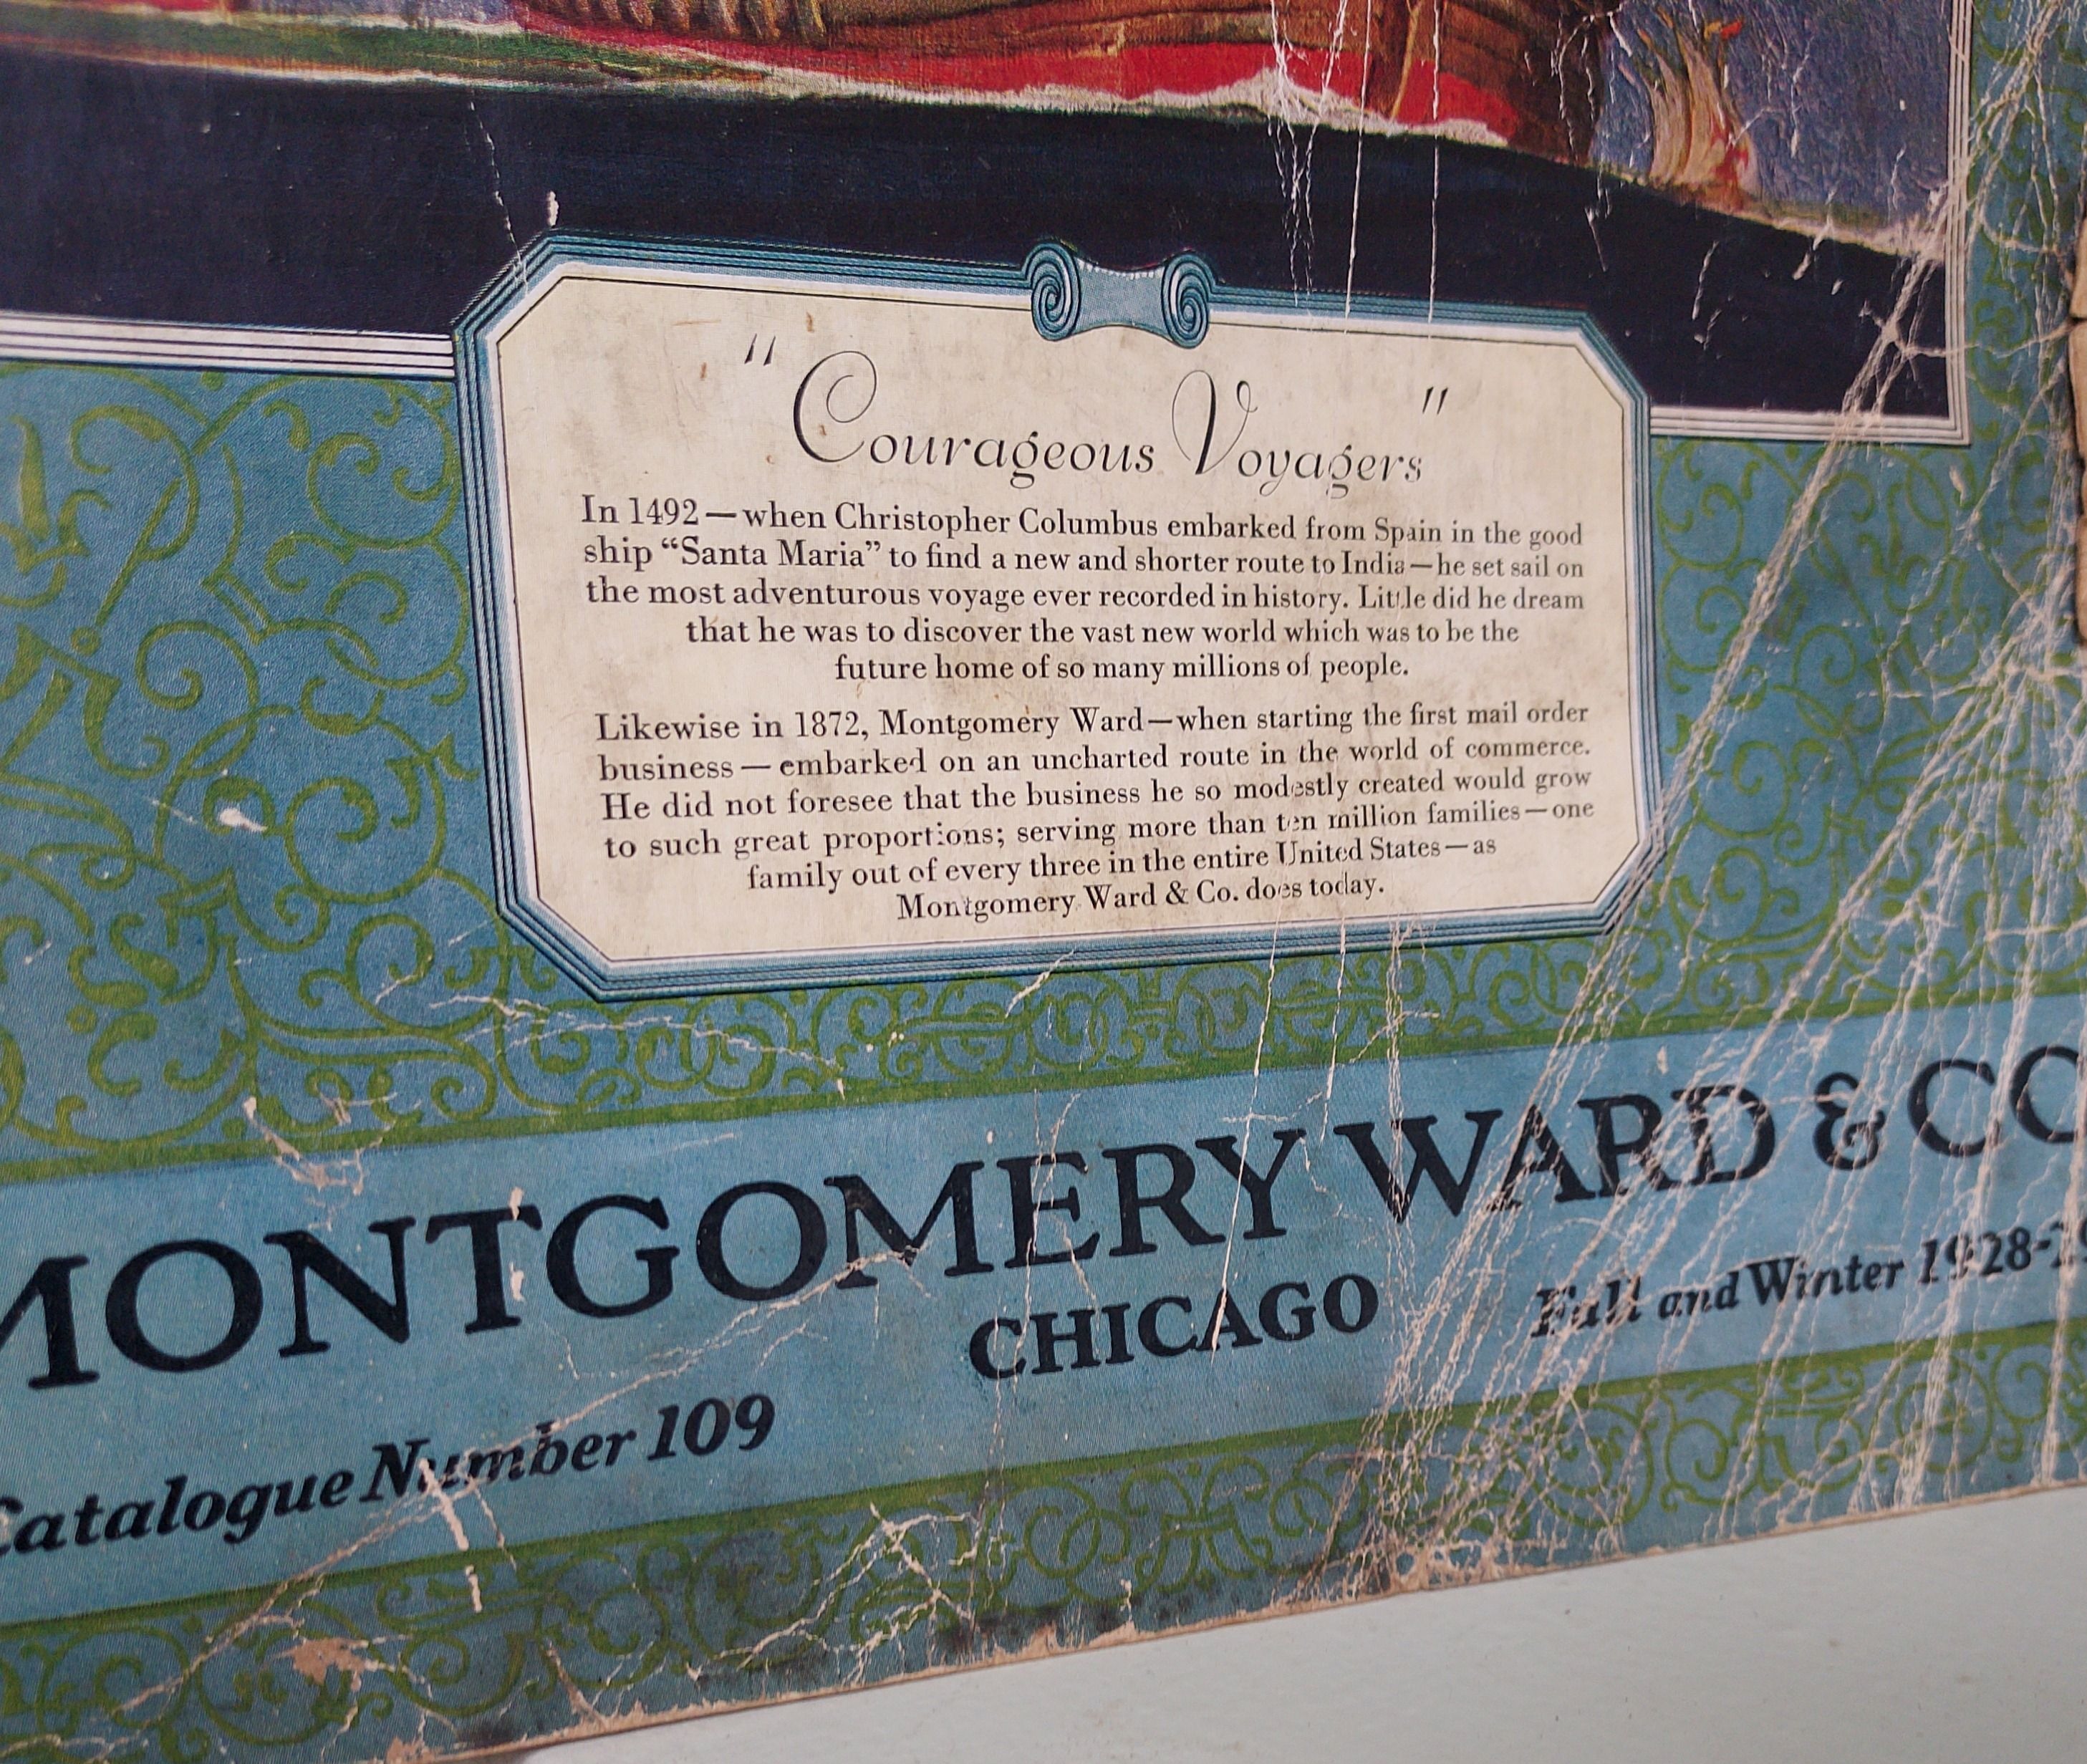 "Courageous Voyagers"
In 1492—when Christopher Columbus embarked from Spain in the good
ship “Santa Maria” to find a new and shorter route to India—he set sail on
the most adventurous voyage ever recorded in history. Little did he dream
that he was to discover the vast new world which was to be the
future home of so many millions of people.
Likewise in 1872, Montgomery Ward—when starting the first mail order
business — embarked on an uncharted route in the world of commerce.
He did not foresee that the business he so modestly created would grow
to such great proportions; serving more than ten million families—one
family out of every three in the entire United States—as
Montgomery Ward & Co. does today.
MONTGOMERY WARD & CO
CHICAGO
Catalogue Number 109
Fall and Winter 1928-29